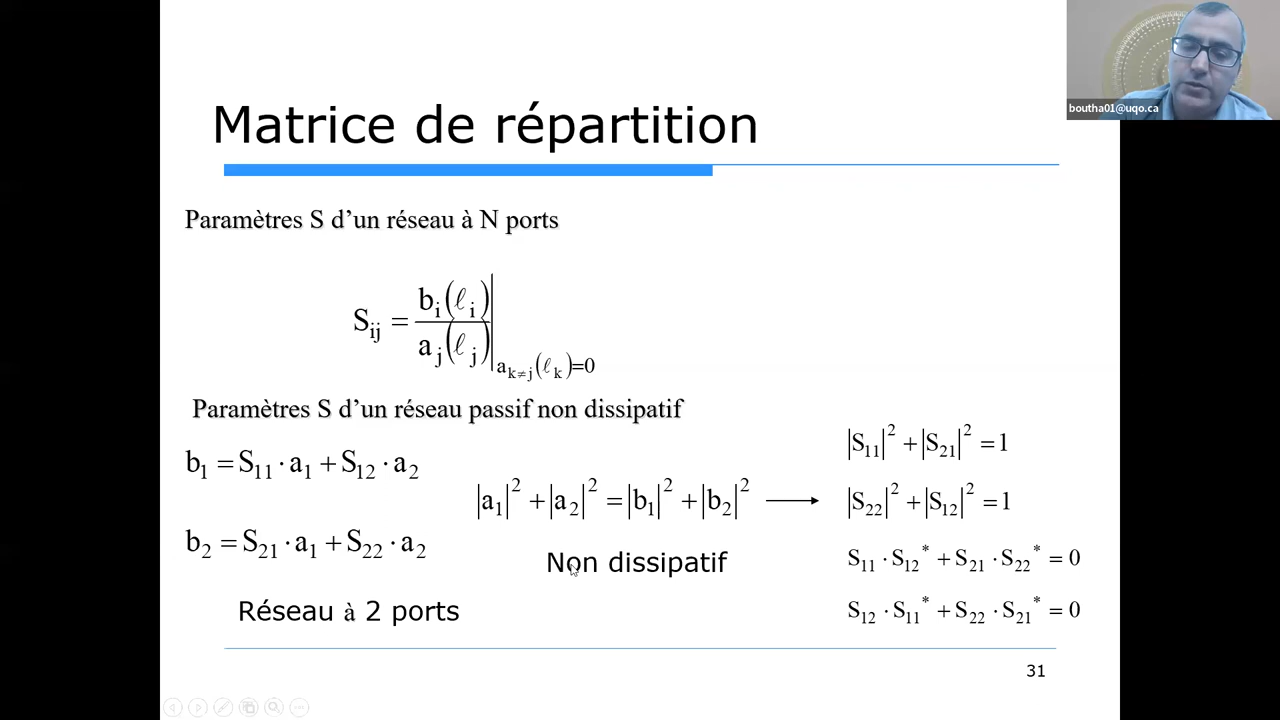 boutha01@uqo.ca
Matrice de répartition
Paramètres S d’un réseau à N ports
S_ij = b_i(ℓ_i) / a_j(ℓ_j) |_{a_{k≠j}(ℓ_k)=0}
Paramètres S d’un réseau passif non dissipatif
b₁ = S₁₁ · a₁ + S₁₂ · a₂
b₂ = S₂₁ · a₁ + S₂₂ · a₂
Réseau à 2 ports
|a₁|² + |a₂|² = |b₁|² + |b₂|² →
Non dissipatif
|S₁₁|² + |S₂₁|² = 1
|S₂₂|² + |S₁₂|² = 1
S₁₁ · S₁₂* + S₂₁ · S₂₂* = 0
S₁₂ · S₁₁* + S₂₂ · S₂₁* = 0
31